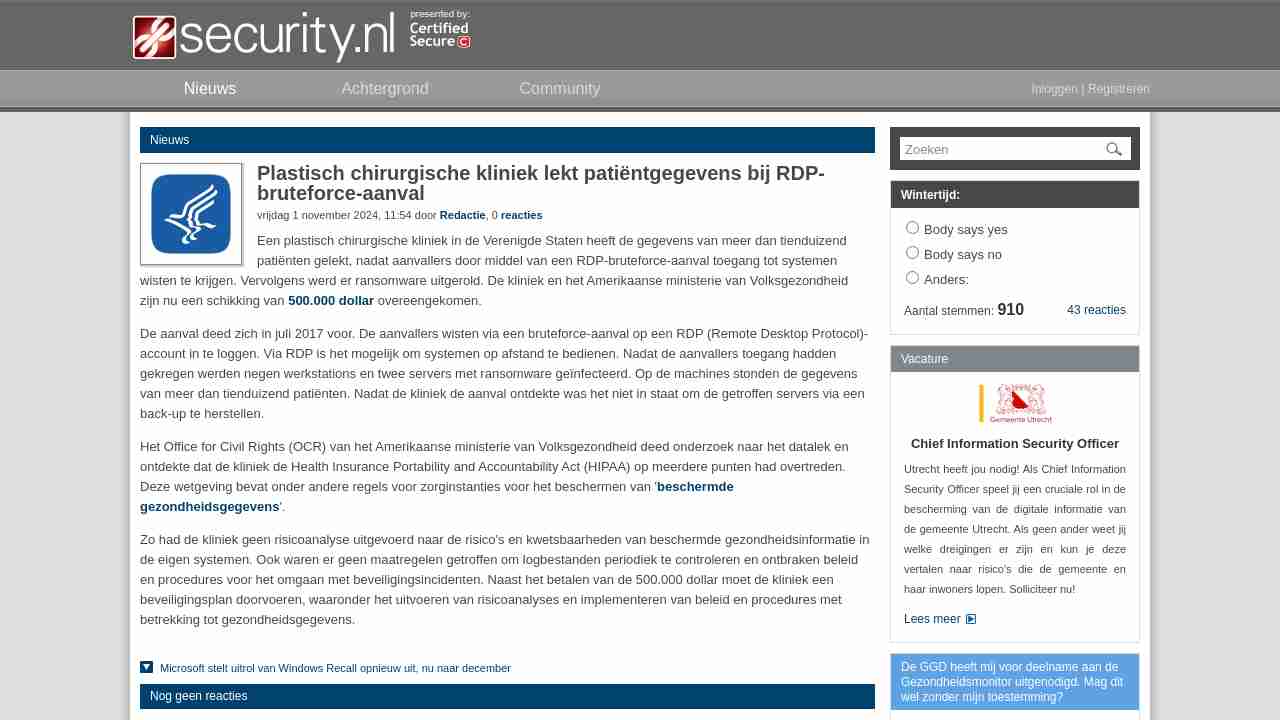 security.nl
presented by:
Certified
Secure
Nieuws
Achtergrond
Community
Inloggen | Registreren
Nieuws
Plastisch chirurgische kliniek lekt patiëntgegevens bij RDP-
bruteforce-aanval
vrijdag 1 november 2024, 11:54 door Redactie, 0 reacties
Een plastisch chirurgische kliniek in de Verenigde Staten heeft de gegevens van meer dan tienduizend
patiënten gelekt, nadat aanvallers door middel van een RDP-bruteforce-aanval toegang tot systemen
wisten te krijgen. Vervolgens werd er ransomware uitgerold. De kliniek en het Amerikaanse ministerie van Volksgezondheid
zijn nu een schikking van 500.000 dollar overeengekomen.
De aanval deed zich in juli 2017 voor. De aanvallers wisten via een bruteforce-aanval op een RDP (Remote Desktop Protocol)-
account in te loggen. Via RDP is het mogelijk om systemen op afstand te bedienen. Nadat de aanvallers toegang hadden
gekregen werden negen werkstations en twee servers met ransomware geïnfecteerd. Op de machines stonden de gegevens
van meer dan tienduizend patiënten. Nadat de kliniek de aanval ontdekte was het niet in staat om de getroffen servers via een
back-up te herstellen.
Het Office for Civil Rights (OCR) van het Amerikaanse ministerie van Volksgezondheid deed onderzoek naar het datalek en
ontdekte dat de kliniek de Health Insurance Portability and Accountability Act (HIPAA) op meerdere punten had overtreden.
Deze wetgeving bevat onder andere regels voor zorginstanties voor het beschermen van 'beschermde
gezondheidsgegevens'.
Zo had de kliniek geen risicoanalyse uitgevoerd naar de risico's en kwetsbaarheden van beschermde gezondheidsinformatie in
de eigen systemen. Ook waren er geen maatregelen getroffen om logbestanden periodiek te controleren en ontbraken beleid
en procedures voor het omgaan met beveiligingsincidenten. Naast het betalen van de 500.000 dollar moet de kliniek een
beveiligingsplan doorvoeren, waaronder het uitvoeren van risicoanalyses en implementeren van beleid en procedures met
betrekking tot gezondheidsgegevens.
Microsoft stelt uitrol van Windows Recall opnieuw uit, nu naar december
Nog geen reacties
Zoeken
Wintertijd:
Body says yes
Body says no
Anders:
Aantal stemmen: 910
43 reacties
Vacature
Gemeente Utrecht
Chief Information Security Officer
Utrecht heeft jou nodig! Als Chief Information
Security Officer speel jij een cruciale rol in de
bescherming van de digitale informatie van
de gemeente Utrecht. Als geen ander weet jij
welke dreigingen er zijn en kun je deze
vertalen naar risico's die de gemeente en
haar inwoners lopen. Solliciteer nu!
Lees meer
De GGD heeft mij voor deelname aan de
Gezondheidsmonitor uitgenodigd. Mag dit
wel zonder mijn toestemming?